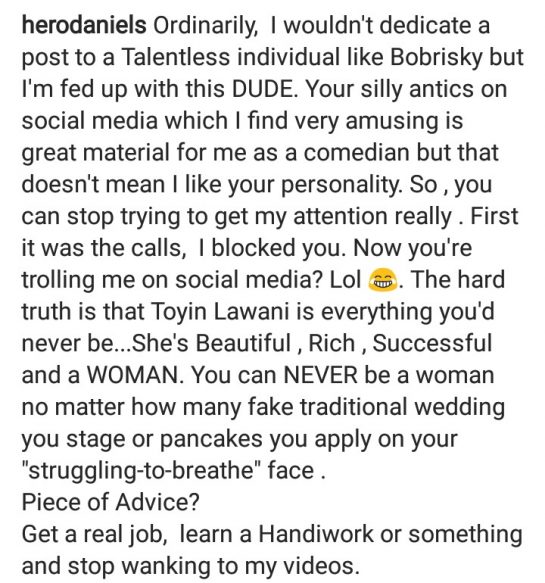 herodaniels Ordinarily,  I wouldn't dedicate a
post to a Talentless individual like Bobrisky but
I'm fed up with this DUDE. Your silly antics on
social media which I find very amusing is
great material for me as a comedian but that
doesn't mean I like your personality. So , you
can stop trying to get my attention really . First
it was the calls,  I blocked you. Now you're
trolling me on social media? Lol 😂. The hard
truth is that Toyin Lawani is everything you'd
never be...She's Beautiful , Rich , Successful
and a WOMAN. You can NEVER be a woman
no matter how many fake traditional wedding
you stage or pancakes you apply on your
"struggling-to-breathe" face .
Piece of Advice?
Get a real job,  learn a Handiwork or something
and stop wanking to my videos.